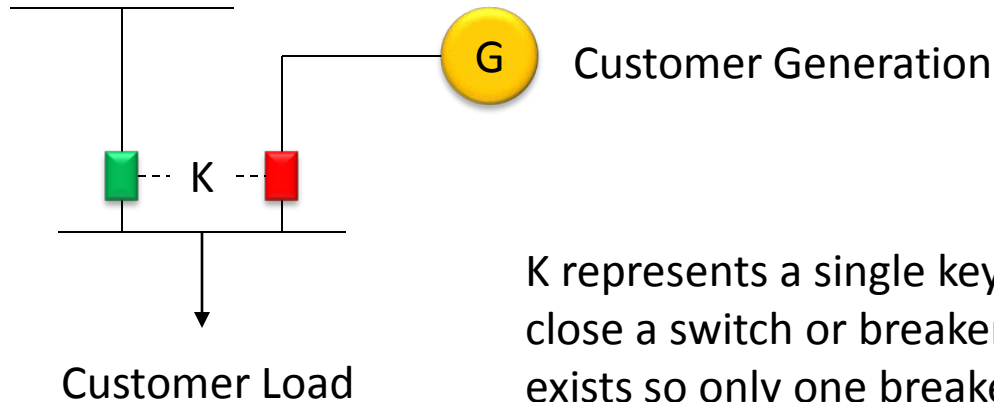 G
Customer Generation
K
K represents a single key
close a switch or breaker
exists so only one breake
Customer Load